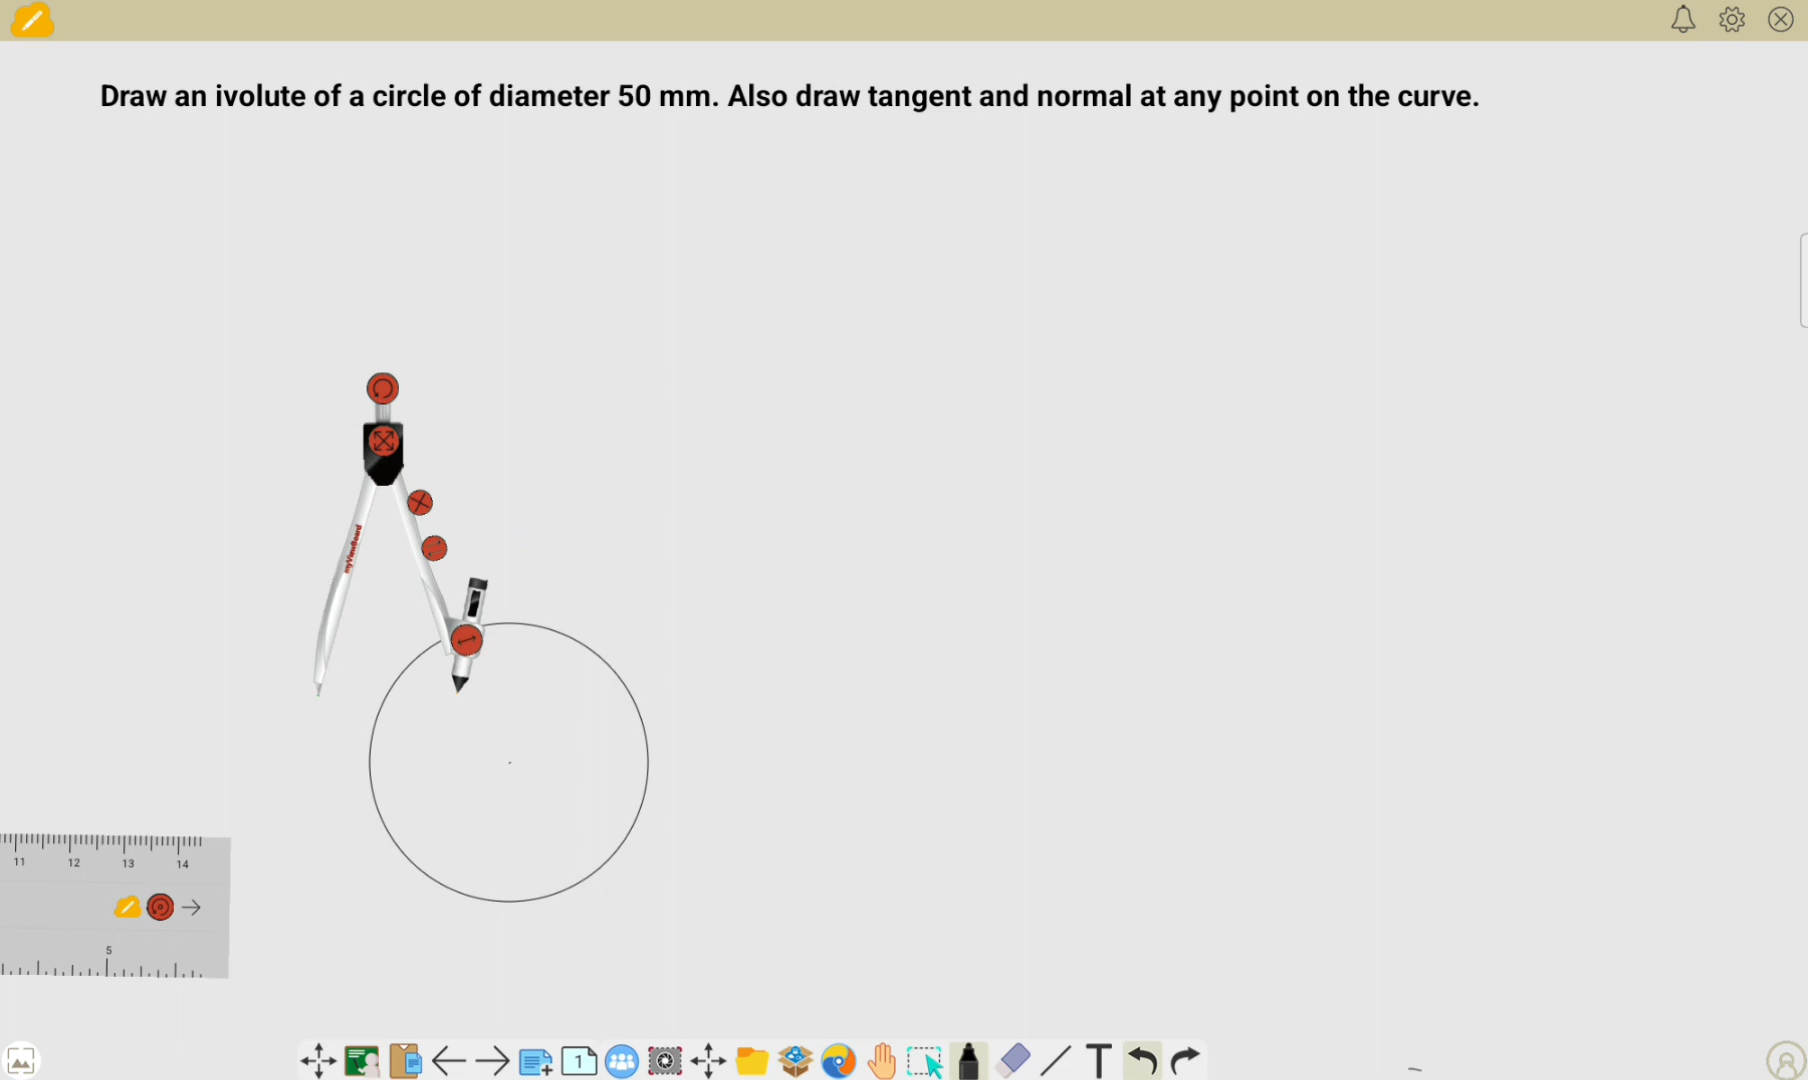 Draw an ivolute of a circle of diameter 50 mm. Also draw tangent and normal at any point on the curve.
myViewBoard
11 12 13 14
5
1
T